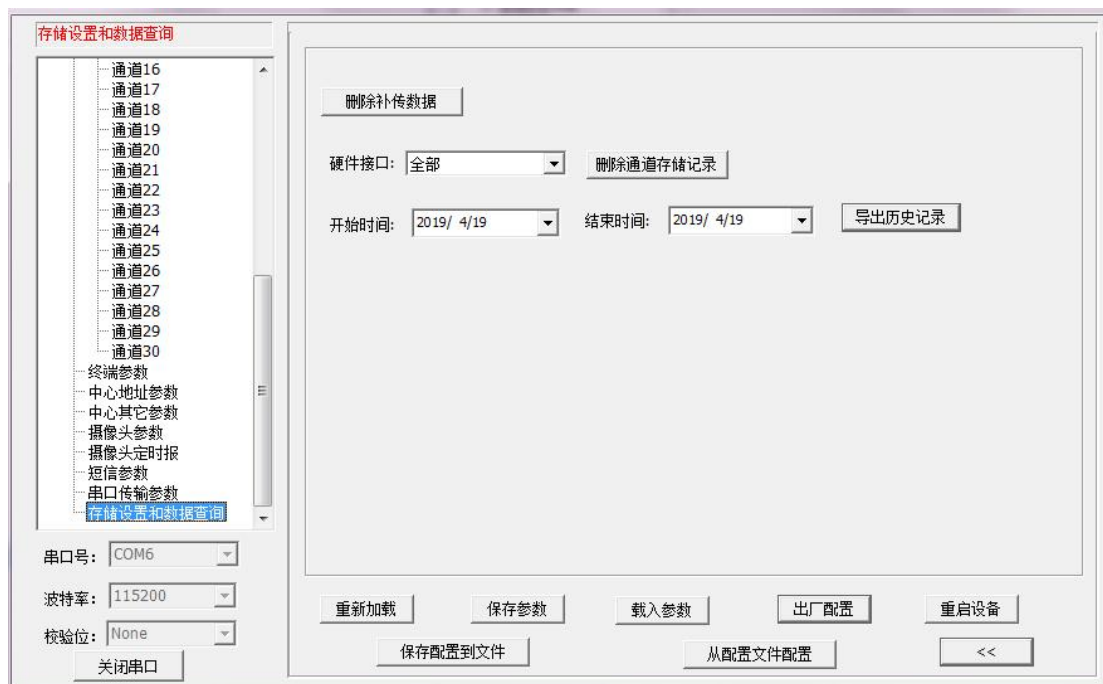 存储设置和数据查询
通道16
通道17
通道18
通道19
通道20
通道21
通道22
通道23
通道24
通道25
通道26
通道27
通道28
通道29
通道30
终端参数
中心地址参数
中心其它参数
摄像头参数
摄像头定时报
短信参数
串口传输参数
存储设置和数据查询
串口号: COM6
波特率: 115200
校验位: None
关闭串口
删除补传数据
硬件接口: 全部 删除通道存储记录
开始时间: 2019/ 4/19 结束时间: 2019/ 4/19 导出历史记录
重新加载 保存参数 载入参数 出厂配置 重启设备
保存配置到文件 从配置文件配置 <<